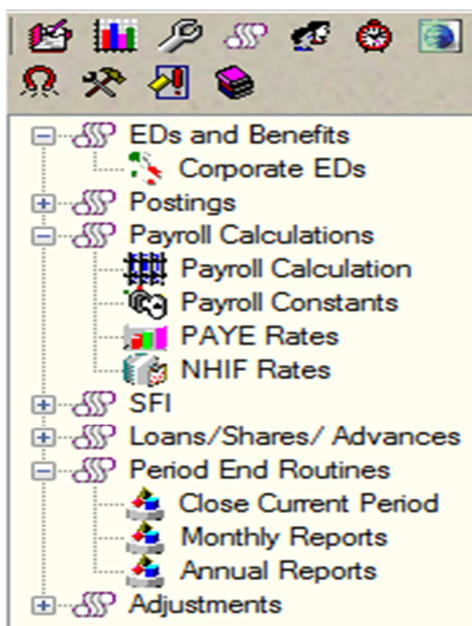 EDs and Benefits
Corporate EDs
Postings
Payroll Calculations
Payroll Calculation
Payroll Constants
PAYE Rates
NHIF Rates
SFI
Loans/Shares/ Advances
Period End Routines
Close Current Period
Monthly Reports
Annual Reports
Adjustments